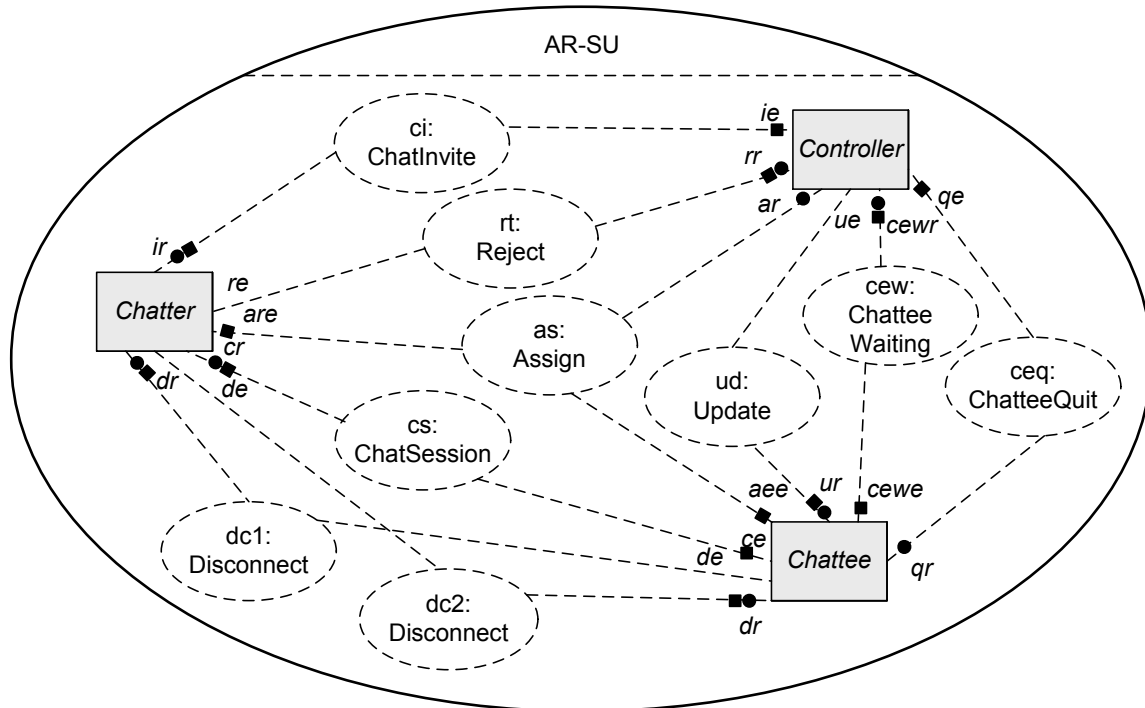 AR-SU
ie
ci:
ChatInvite
Controller
rr
qe
ar
ue
cewr
rt:
Reject
ir
re
Chatter
are
cew:
Chattee
Waiting
as:
Assign
cr
dr
de
ud:
Update
ceq:
ChatteeQuit
cs:
ChatSession
aee
ur
cewe
dc1:
Disconnect
de
ce
Chattee
qr
dc2:
Disconnect
dr